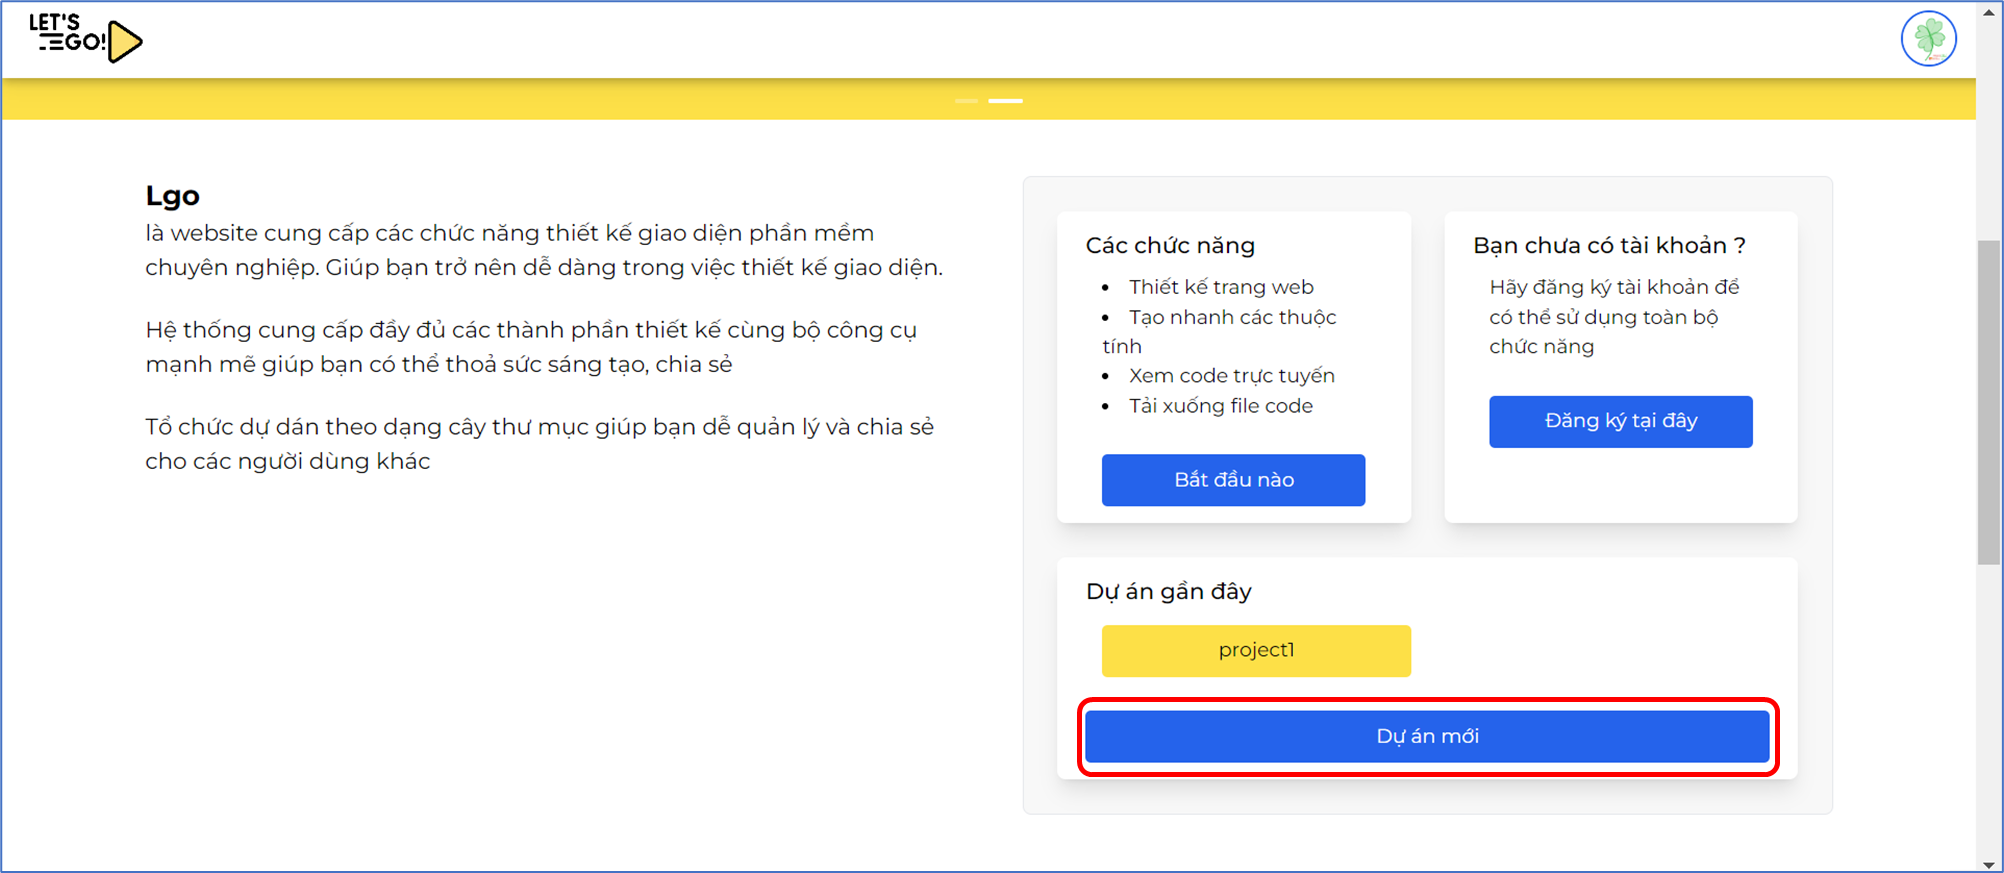 LET'S
GO!
Lgo
là website cung cấp các chức năng thiết kế giao diện phần mềm
chuyên nghiệp. Giúp bạn trở nên dễ dàng trong việc thiết kế giao diện.
Hệ thống cung cấp đầy đủ các thành phần thiết kế cùng bộ công cụ
mạnh mẽ giúp bạn có thể thoả sức sáng tạo, chia sẻ
Tổ chức dự dán theo dạng cây thư mục giúp bạn dễ quản lý và chia sẻ
cho các người dùng khác
Các chức năng
• Thiết kế trang web
• Tạo nhanh các thuộc
tính
• Xem code trực tuyến
• Tải xuống file code
Bắt đầu nào
Bạn chưa có tài khoản ?
Hãy đăng ký tài khoản để
có thể sử dụng toàn bộ
chức năng
Đăng ký tại đây
Dự án gần đây
project1
Dự án mới